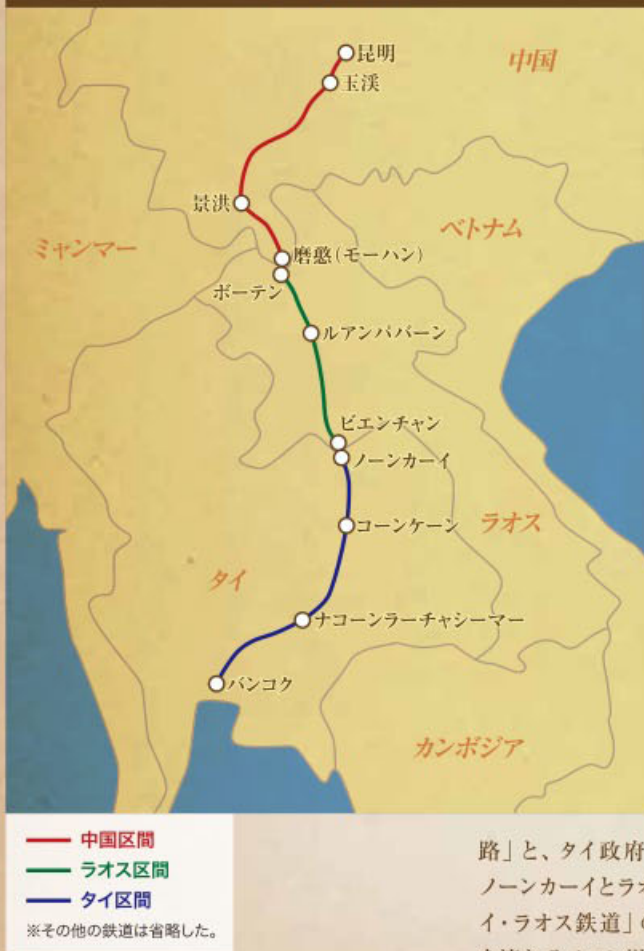 昆明
中国
玉渓
景洪
ミャンマー
ベトナム
磨憨(モーハン)
ボーテン
ルアンパバーン
ビエンチャン
ノーンカーイ
コーンケーン
ラオス
タイ
ナコーンラーチャシーマー
バンコク
カンボジア
中国区間
ラオス区間
タイ区間
※その他の鉄道は省略した。
路」と、タイ政府
ノーンカーイとラオ
イ・ラオス鉄道」の